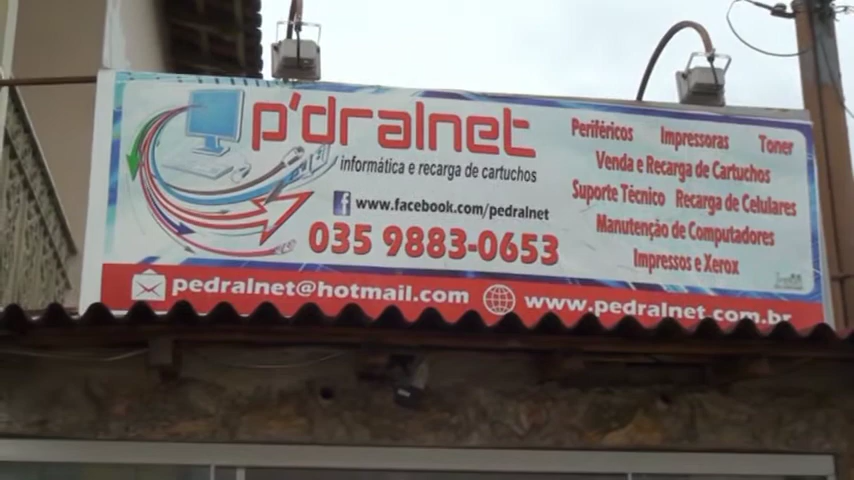 p'dralnet
informática e recarga de cartuchos
www.facebook.com/pedralnet
035 9883-0653
Periféricos Impressoras Toner
Venda e Recarga de Cartuchos
Suporte Técnico Recarga de Celulares
Manutenção de Computadores
Impressos e Xerox
pedralnet@hotmail.com
www.pedralnet.com.br